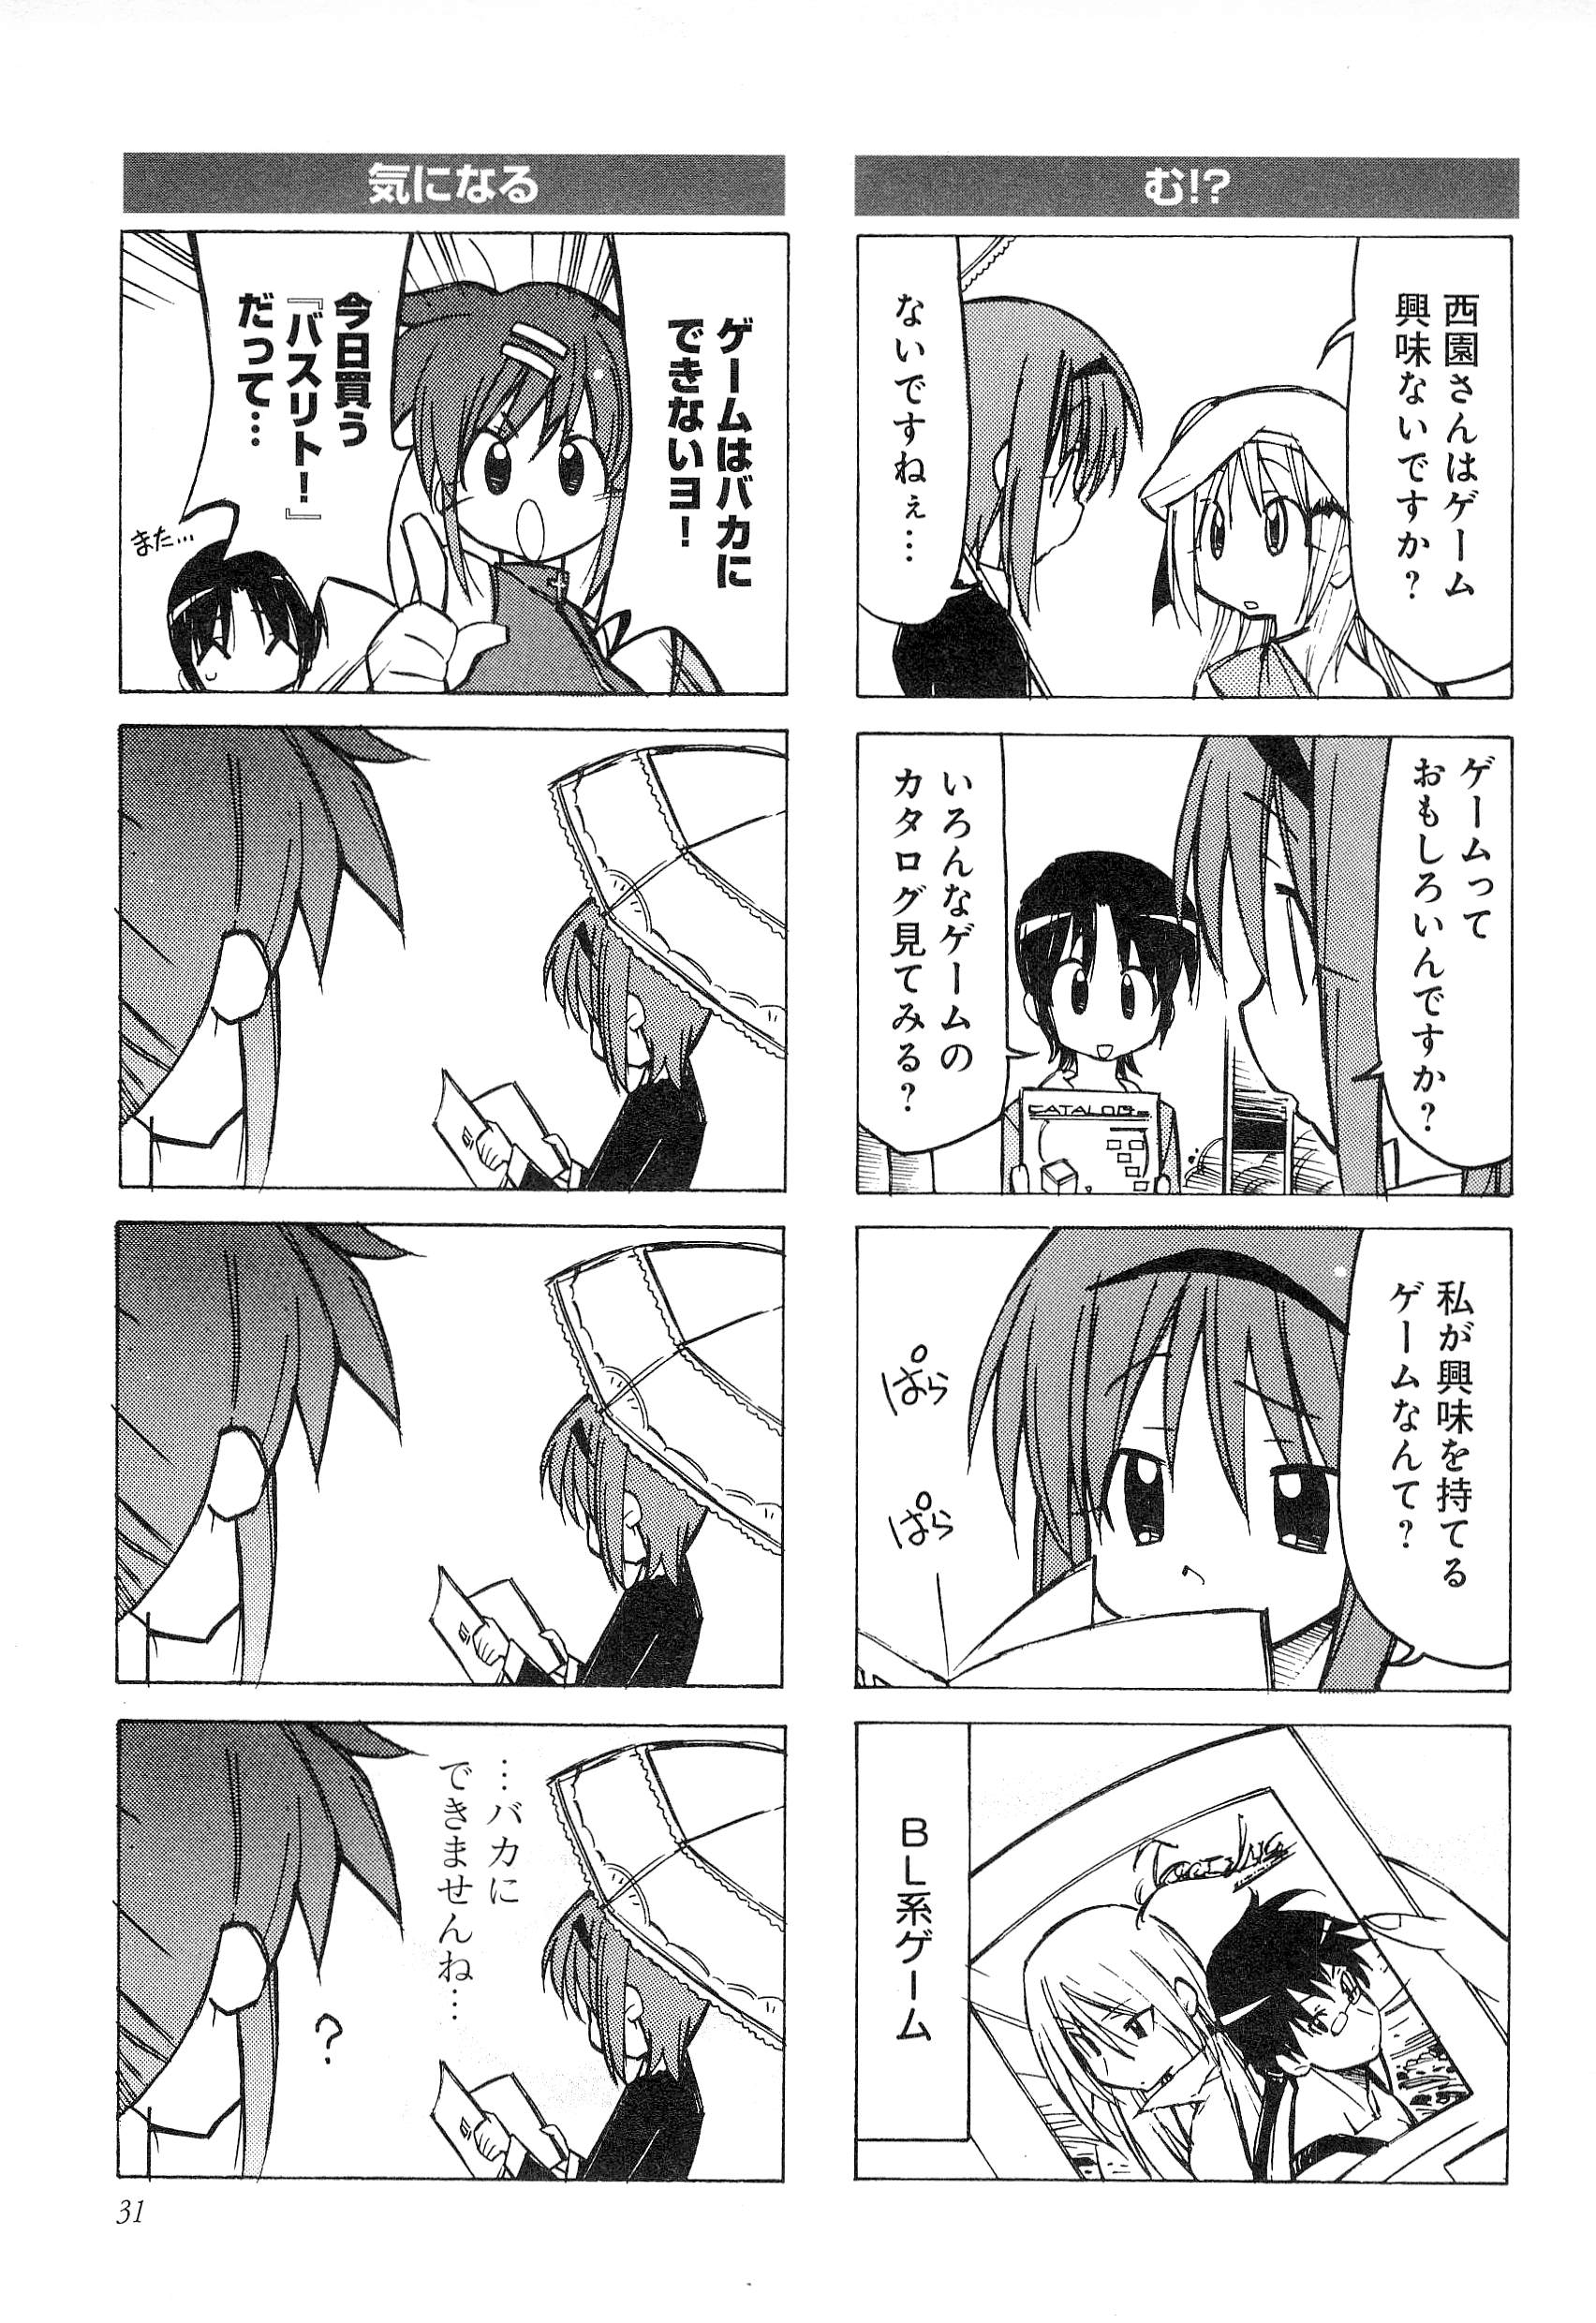 む!?
西園さんはゲーム
興味ないですか?
ないですねぇ…
ゲームって
おもしろいんですか?
いろんなゲームの
カタログ見てみる?
CATALOG
私が興味を持てる
ゲームなんて?
ぱら
ぱら
BL系ゲーム
気になる
ゲームはバカに
できないヨ!
今日買う
『バスリト!』
だって…
また…
…バカに
できませんね…
?
31